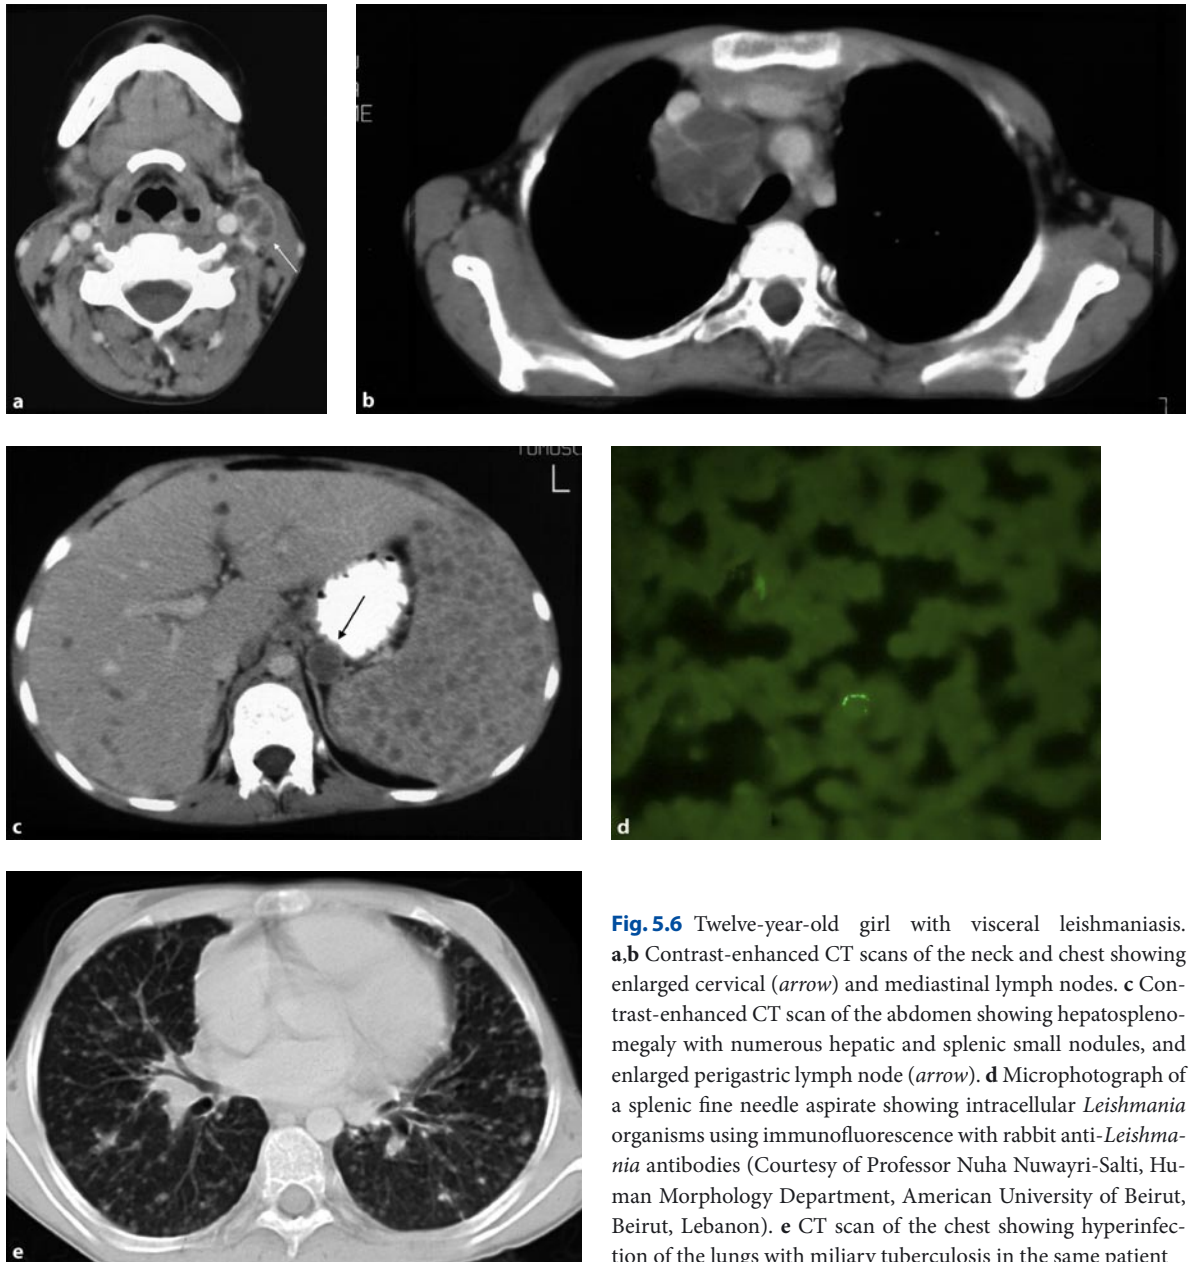 a
ME
b
TOMOSC
L
c
d
e
Fig. 5.6 Twelve-year-old girl with visceral leishmaniasis.
a,b Contrast-enhanced CT scans of the neck and chest showing
enlarged cervical (arrow) and mediastinal lymph nodes. c Con-
trast-enhanced CT scan of the abdomen showing hepatospleno-
megaly with numerous hepatic and splenic small nodules, and
enlarged perigastric lymph node (arrow). d Microphotograph of
a splenic fine needle aspirate showing intracellular Leishmania
organisms using immunofluorescence with rabbit anti-Leishma-
nia antibodies (Courtesy of Professor Nuha Nuwayri-Salti, Hu-
man Morphology Department, American University of Beirut,
Beirut, Lebanon). e CT scan of the chest showing hyperinfec-
tion of the lungs with miliary tuberculosis in the same patient